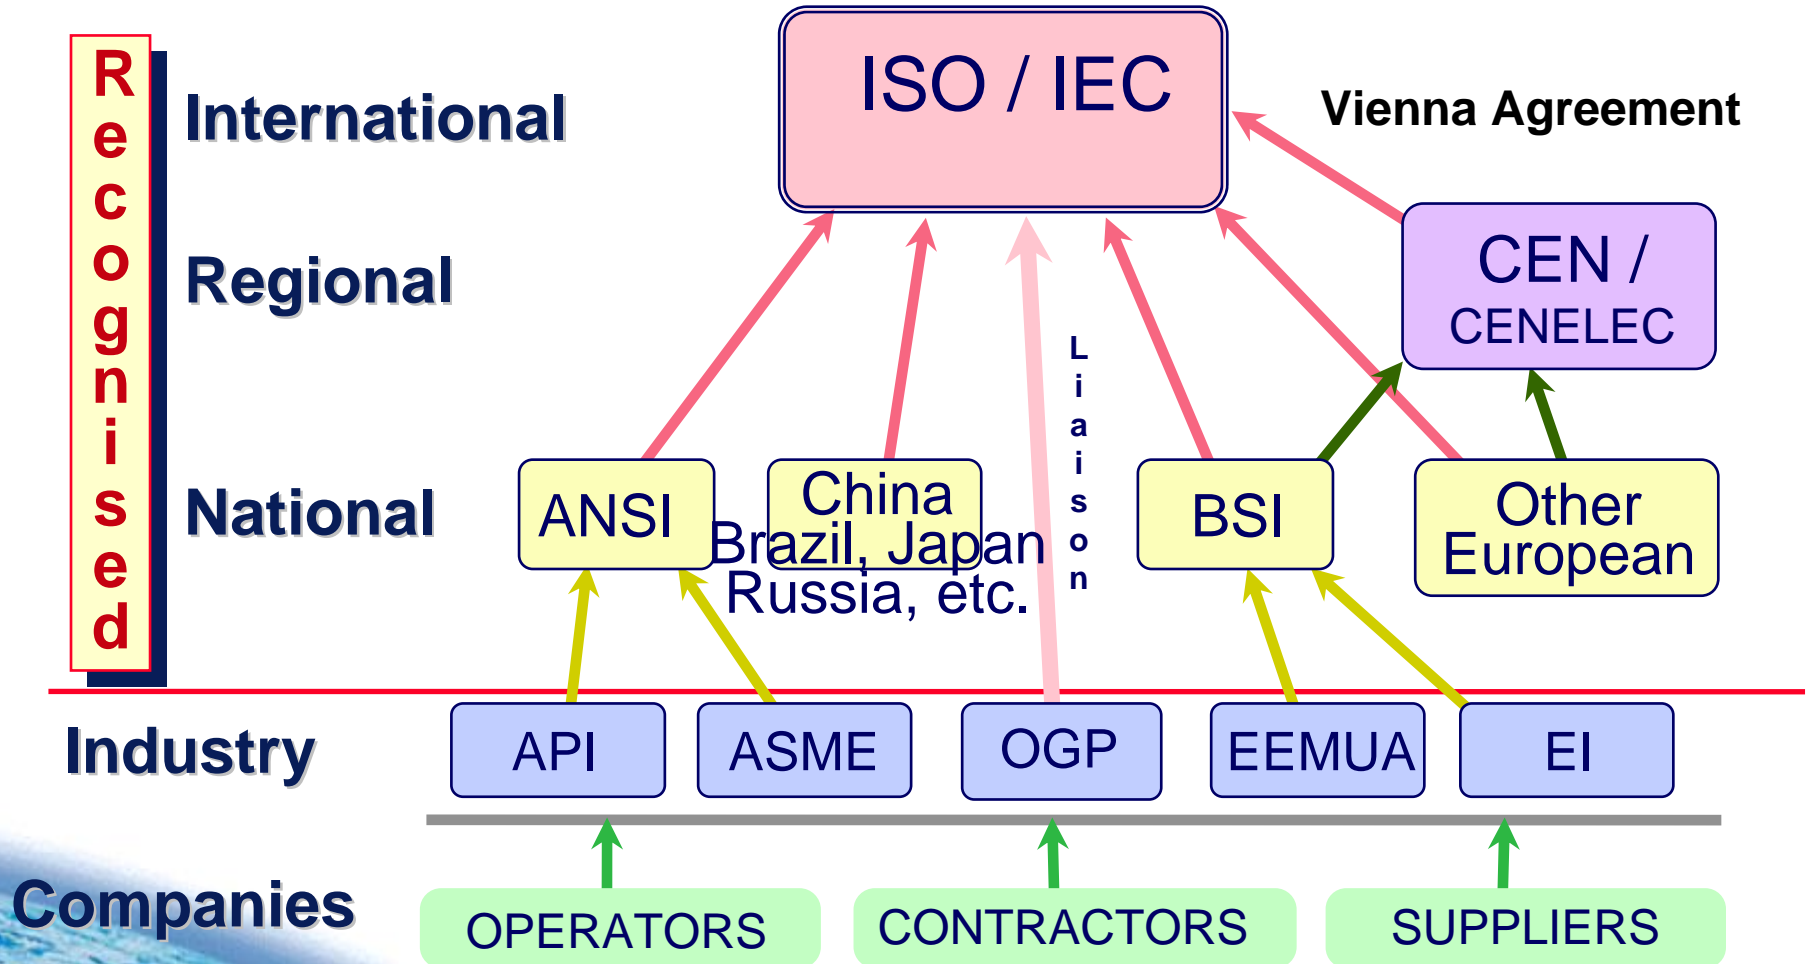 Recognised
International
Regional
National
Industry
Companies
ISO / IEC
Vienna Agreement
CEN /
CENELEC
Liaison
ANSI
China
Brazil, Japan
Russia, etc.
BSI
Other
European
API
ASME
OGP
EEMUA
EI
OPERATORS
CONTRACTORS
SUPPLIERS